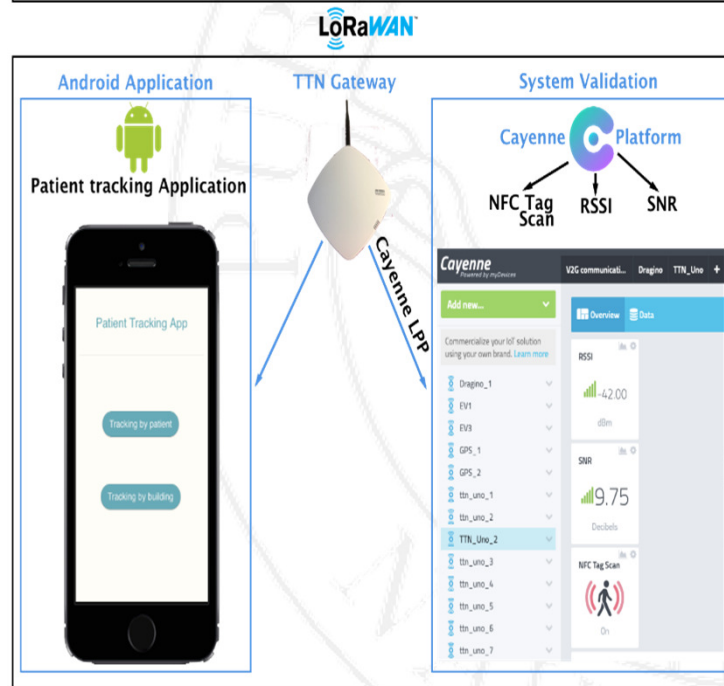 LoRaWAN
Android Application
Patient tracking Application
Patient Tracking App
Tracking by patient
Tracking by building
TTN Gateway
Cayenne LPP
System Validation
Cayenne Platform
NFC Tag
Scan
RSSI
SNR
Cayenne
Powered by myDevices
V2G communicati... Dragino TTN_Uno +
Add new...
Commercialize your IoT solution
using your own brand. Learn more
Dragino_1
EV1
EV3
GPS_1
GPS_2
ttn_uno_1
ttn_uno_2
TTN_Uno_2
ttn_uno_3
ttn_uno_4
ttn_uno_5
ttn_uno_6
ttn_uno_7
Overview Data
RSSI
-42.00
dBm
SNR
9.75
Decibels
NFC Tag Scan
On